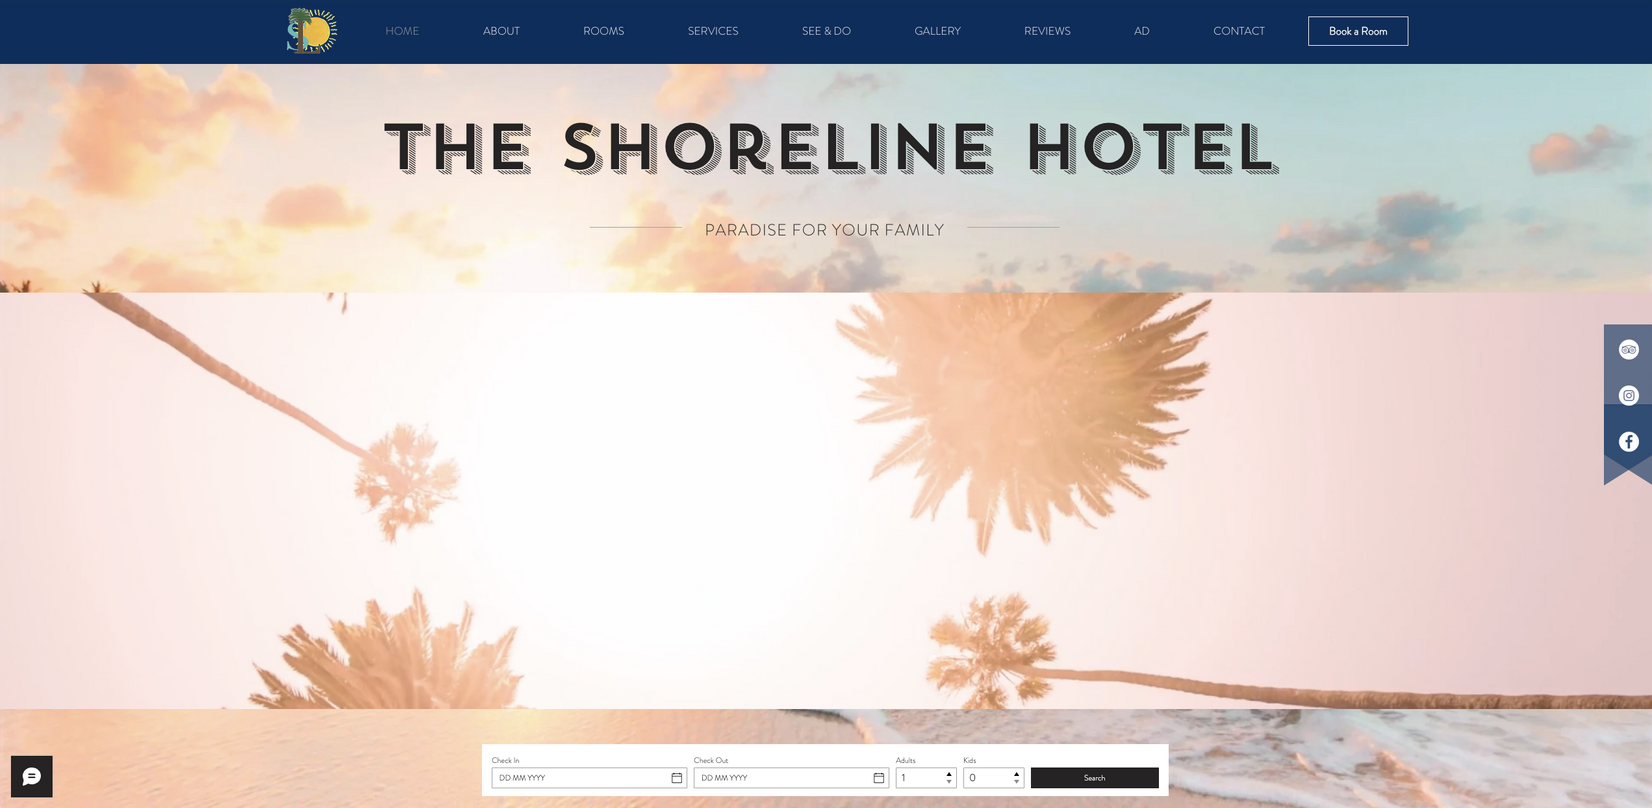 HOME ABOUT ROOMS SERVICES SEE & DO GALLERY REVIEWS AD CONTACT Book a Room
THE SHORELINE HOTEL
PARADISE FOR YOUR FAMILY
Check In Check Out Adults Kids
DD MM YYYY DD MM YYYY 1 0 Search